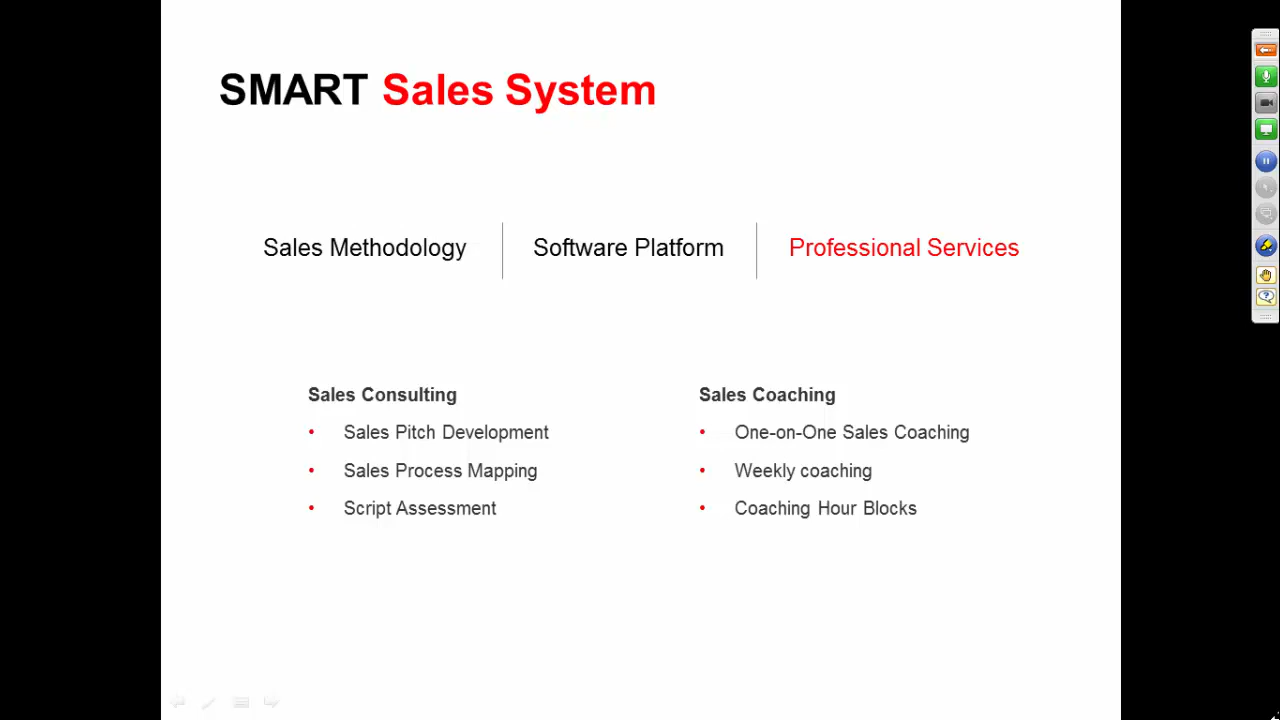 SMART Sales System
Sales Methodology
Software Platform
Professional Services
Sales Consulting
• Sales Pitch Development
• Sales Process Mapping
• Script Assessment
Sales Coaching
• One-on-One Sales Coaching
• Weekly coaching
• Coaching Hour Blocks